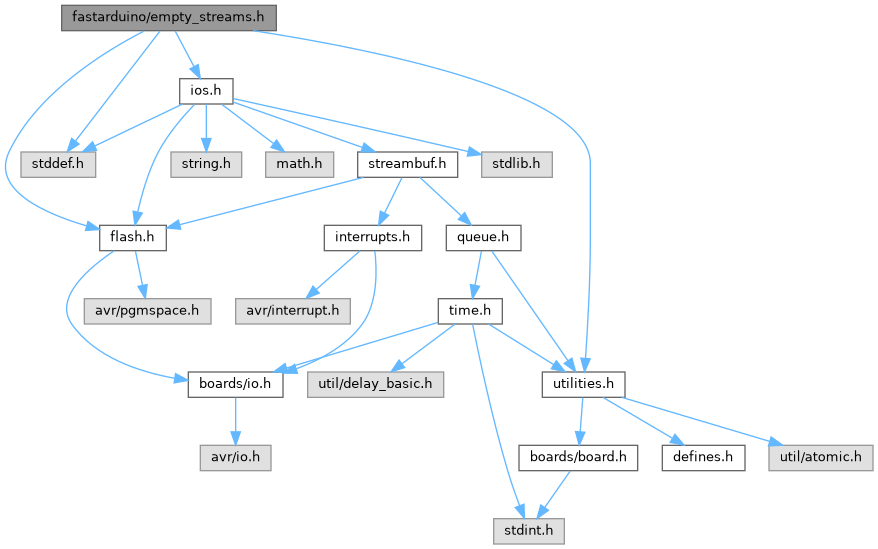 fastarduino/empty_streams.h
ios.h
stddef.h
string.h
math.h
streambuf.h
stdlib.h
flash.h
interrupts.h
queue.h
avr/pgmspace.h
avr/interrupt.h
time.h
boards/io.h
util/delay_basic.h
utilities.h
avr/io.h
boards/board.h
defines.h
util/atomic.h
stdint.h